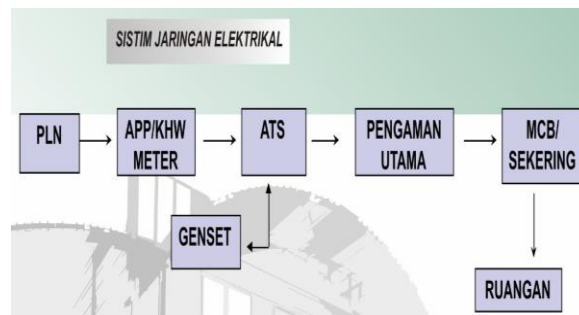 SISTIM JARINGAN ELEKTRIKAL
PLN
APP/KHW
METER
ATS
PENGAMAN
UTAMA
MCB/
SEKERING
GENSET
RUANGAN